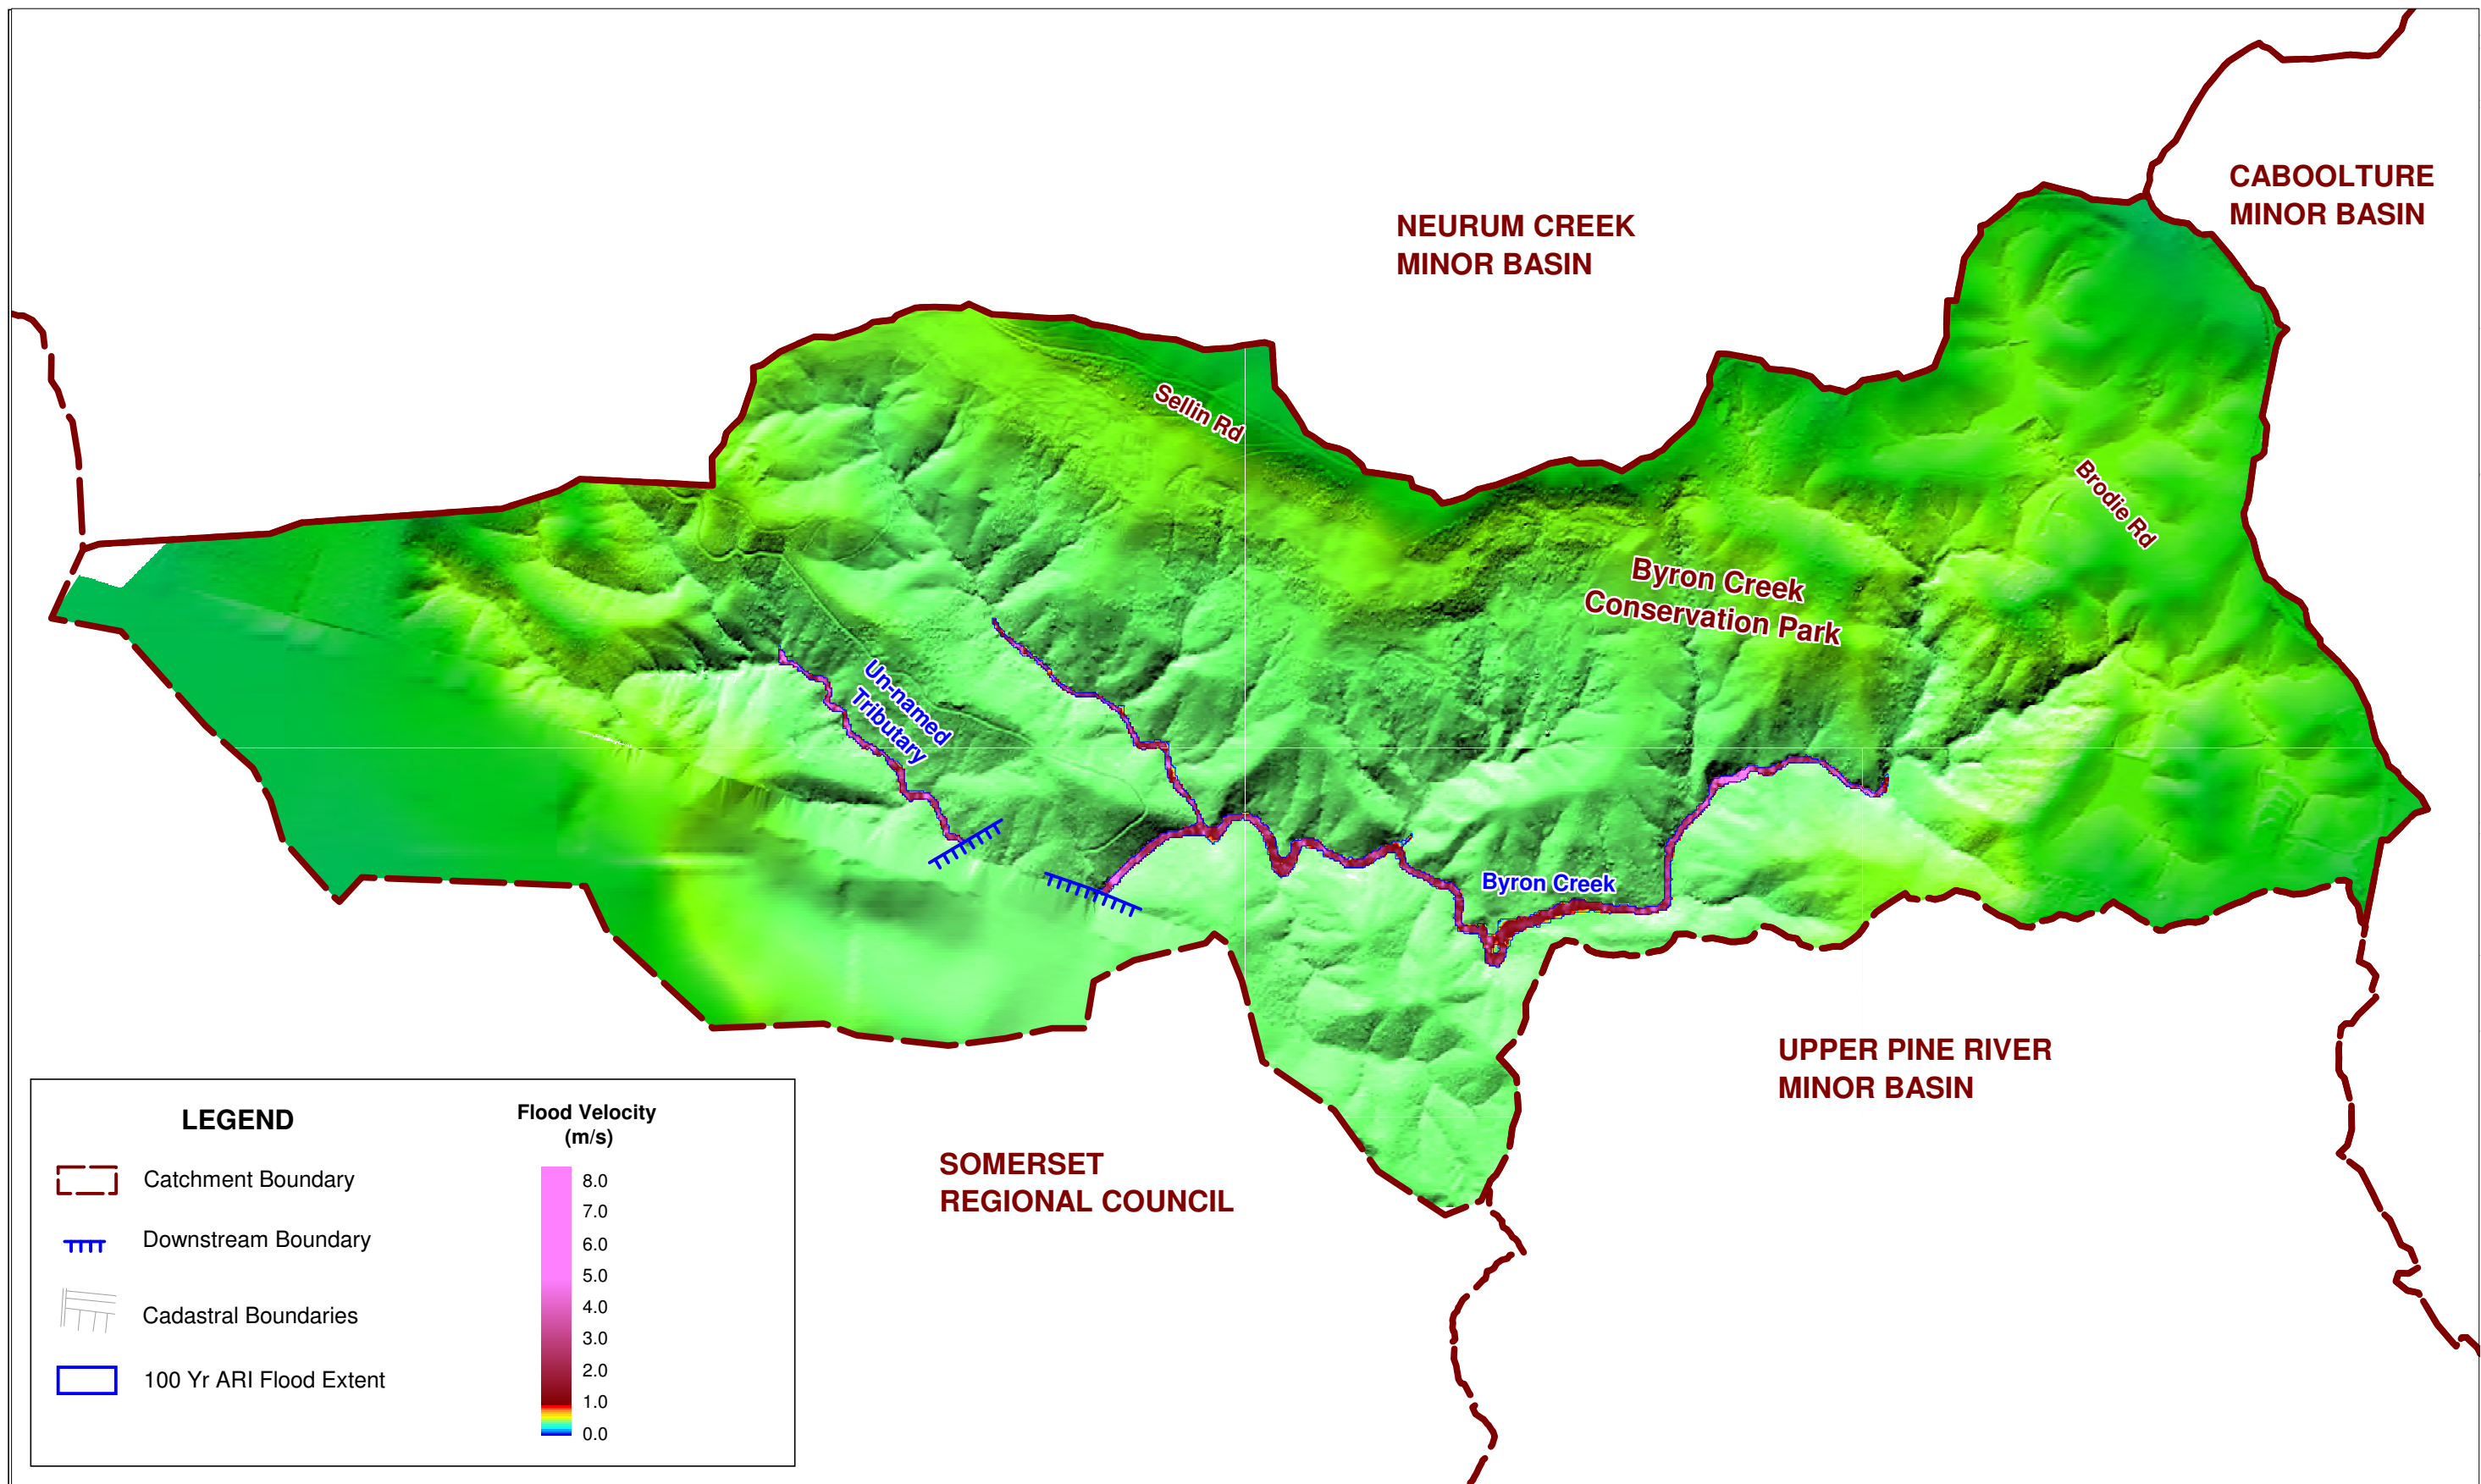 CABOOLTURE
MINOR BASIN
NEURUM CREEK
MINOR BASIN
Sellin Rd
Brodie Rd
Byron Creek
Conservation Park
Un-named
Tributary
Byron Creek
UPPER PINE RIVER
MINOR BASIN
SOMERSET
REGIONAL COUNCIL
LEGEND
Catchment Boundary
Downstream Boundary
Cadastral Boundaries
100 Yr ARI Flood Extent
Flood Velocity
(m/s)
8.0
7.0
6.0
5.0
4.0
3.0
2.0
1.0
0.0